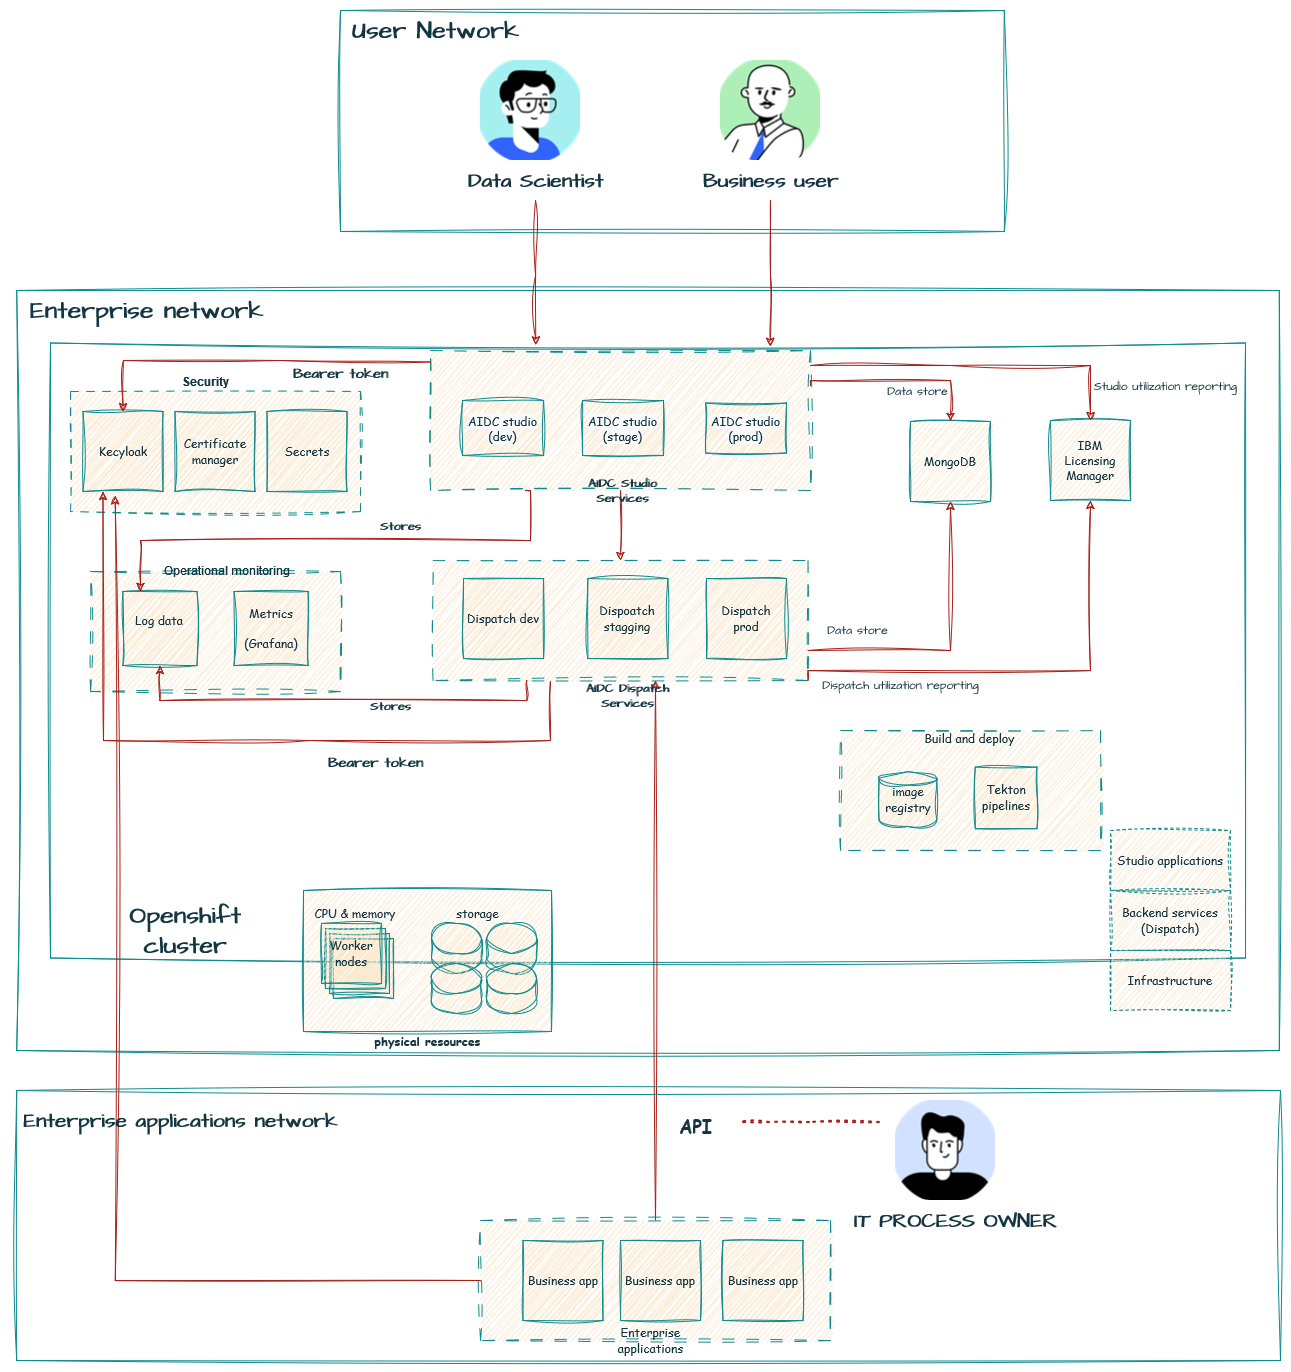 User Network
Data Scientist
Business user
Enterprise network
Bearer token
Security
Kecyloak
Certificate
manager
Secrets
AIDC studio
(dev)
AIDC studio
(stage)
AIDC studio
(prod)
AIDC Studio
Services
Data store
Studio utilization reporting
MongoDB
IBM
Licensing
Manager
Stores
Operational monitoring
Log data
Metrics
(Grafana)
Dispatch dev
Dispoatch
stagging
Dispatch
prod
AIDC Dispatch
Services
Data store
Dispatch utilization reporting
Stores
Bearer token
Build and deploy
image
registry
Tekton
pipelines
Studio applications
Backend services
(Dispatch)
Infrastructure
Openshift
cluster
CPU & memory
Worker
nodes
storage
physical resources
Enterprise applications network
API
IT PROCESS OWNER
Business app
Business app
Business app
Enterprise
applications